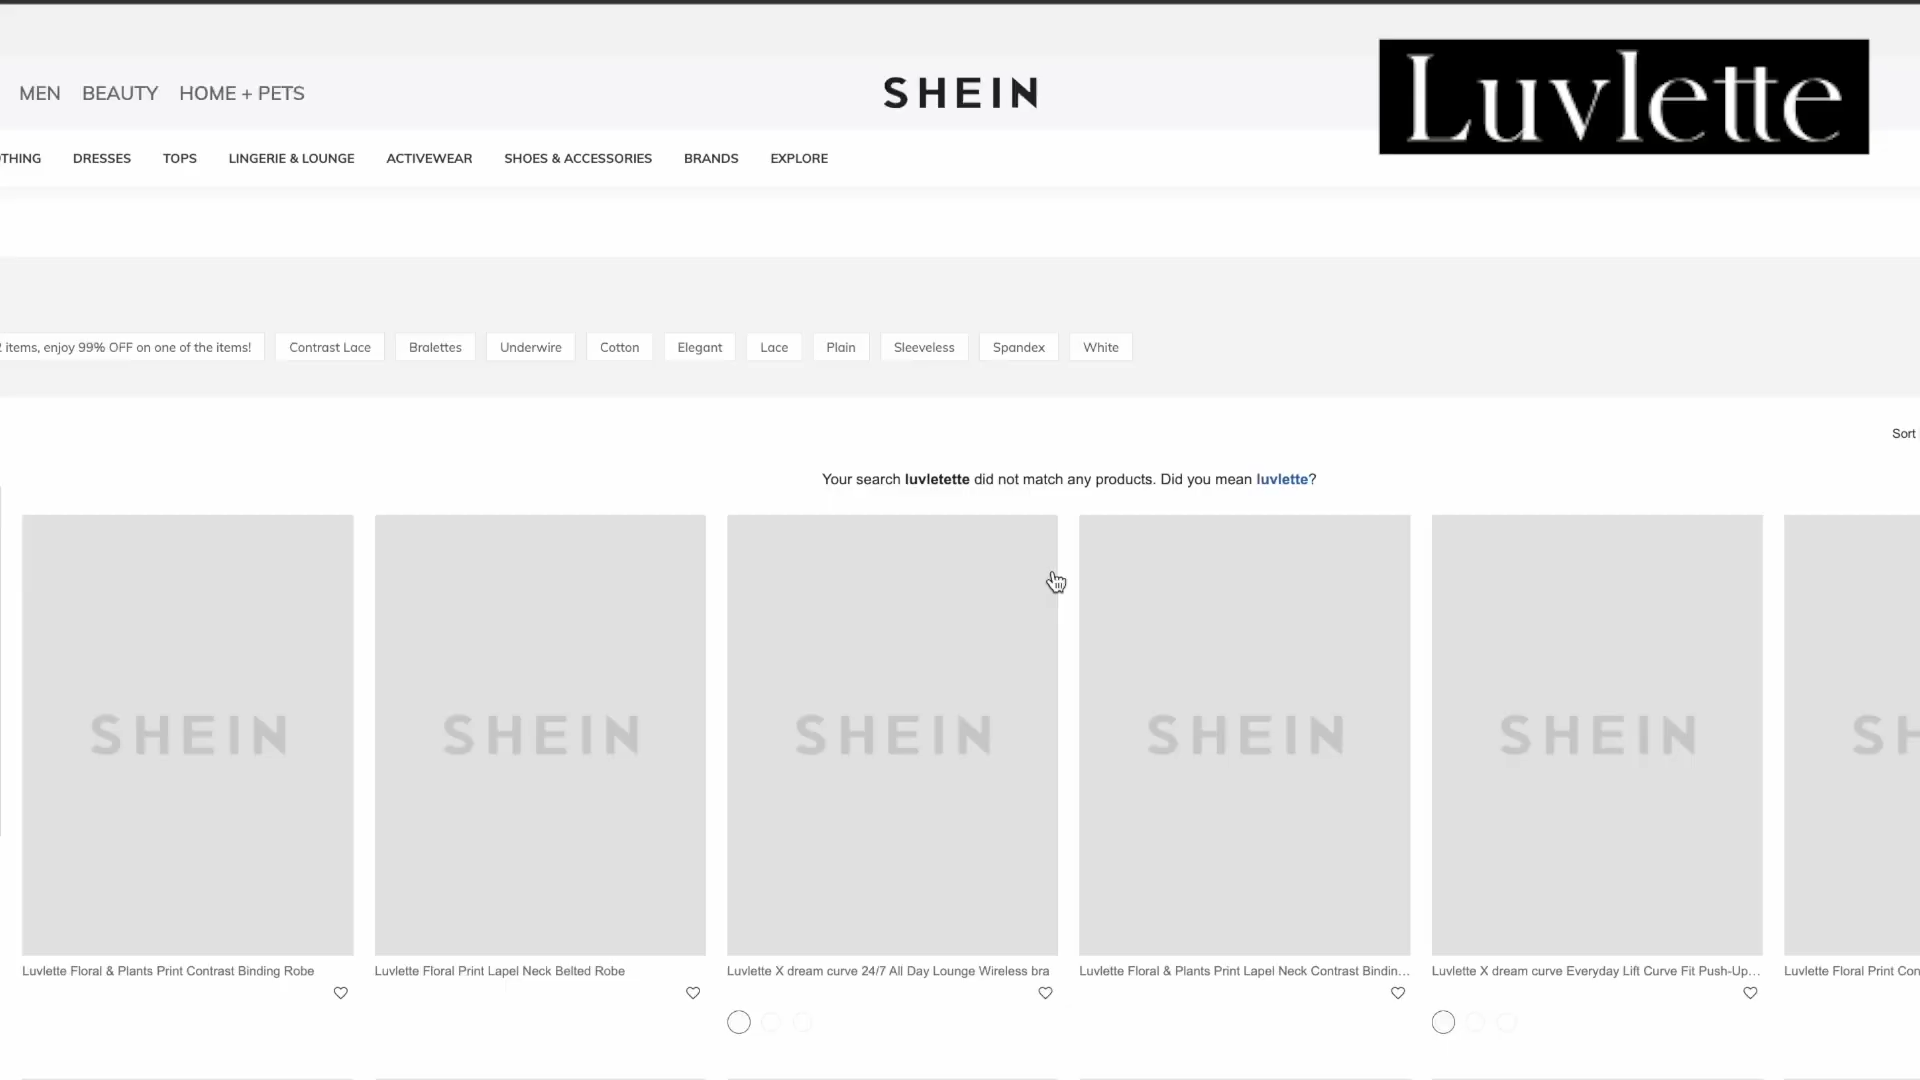 MEN BEAUTY HOME + PETS
SHEIN
Luvlette
THING DRESSES TOPS LINGERIE & LOUNGE ACTIVEWEAR SHOES & ACCESSORIES BRANDS EXPLORE
2 items, enjoy 99% OFF on one of the items! Contrast Lace Bralettes Underwire Cotton Elegant Lace Plain Sleeveless Spandex White
Sort
Your search luvletette did not match any products. Did you mean luvlette?
SHEIN SHEIN SHEIN SHEIN SHEIN SH
Luvlette Floral & Plants Print Contrast Binding Robe
Luvlette Floral Print Lapel Neck Belted Robe
Luvlette X dream curve 24/7 All Day Lounge Wireless bra
Luvlette Floral & Plants Print Lapel Neck Contrast Bindin...
Luvlette X dream curve Everyday Lift Curve Fit Push-Up...
Luvlette Floral Print Con